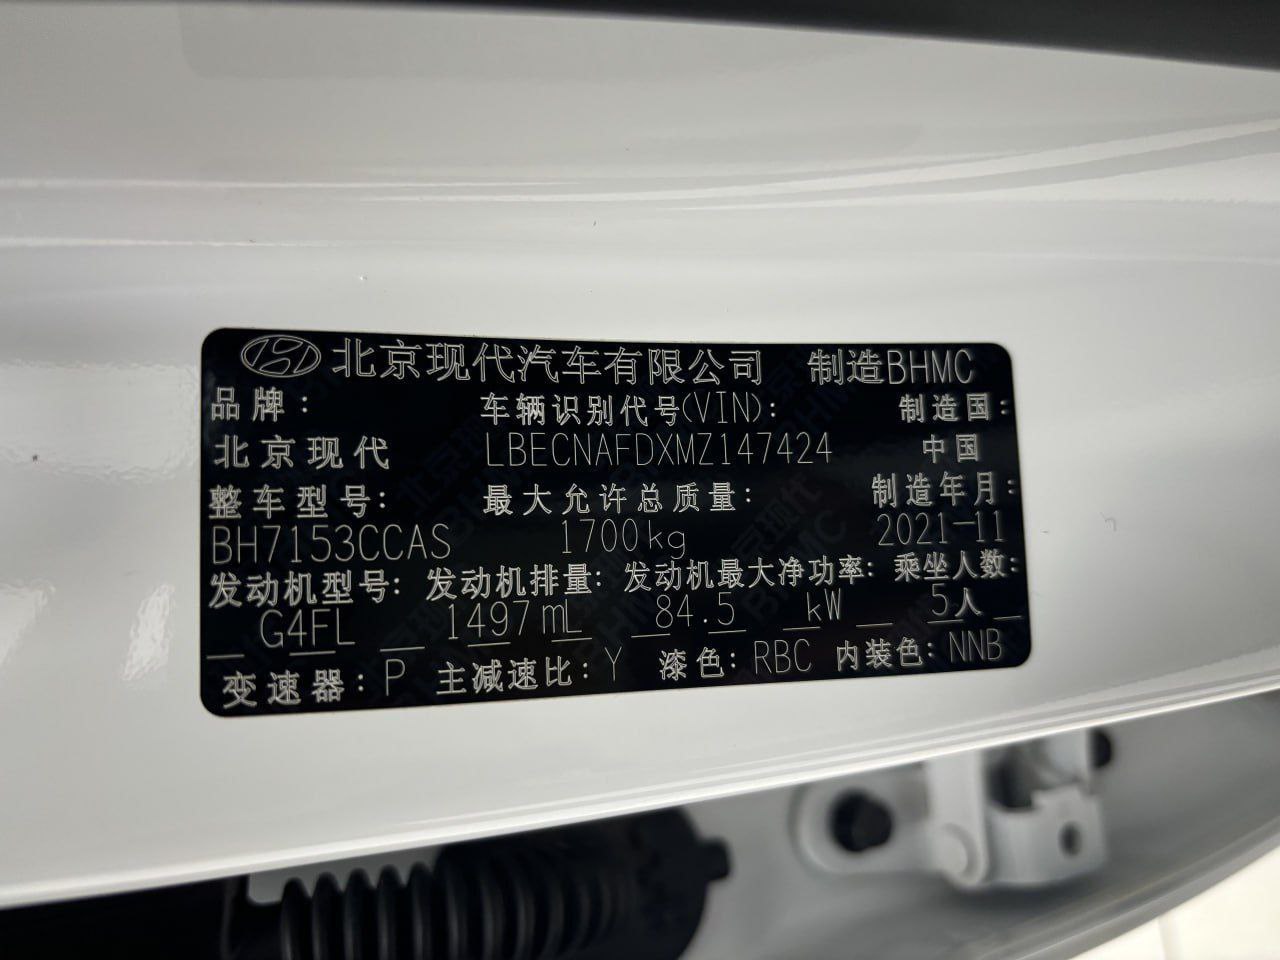 北京现代汽车有限公司 制造BHMC
品牌: 车辆识别代号(VIN): 制造国:
北京现代 LBECNAFDXMZ147424 中国
整车型号: 最大允许总质量: 制造年月:
BH7153CCAS 1700kg 2021-11
发动机型号: 发动机排量: 发动机最大净功率: 乘坐人数:
G4FL 1497mL 84.5 kW 5人
变速器: P 主减速比: Y 漆色: RBC 内装色: NNB